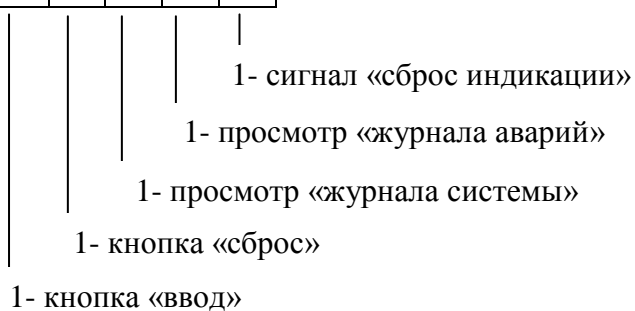 1- сигнал «сброс индикации»
1- просмотр «журнала аварий»
1- просмотр «журнала системы»
1- кнопка «сброс»
1- кнопка «ввод»